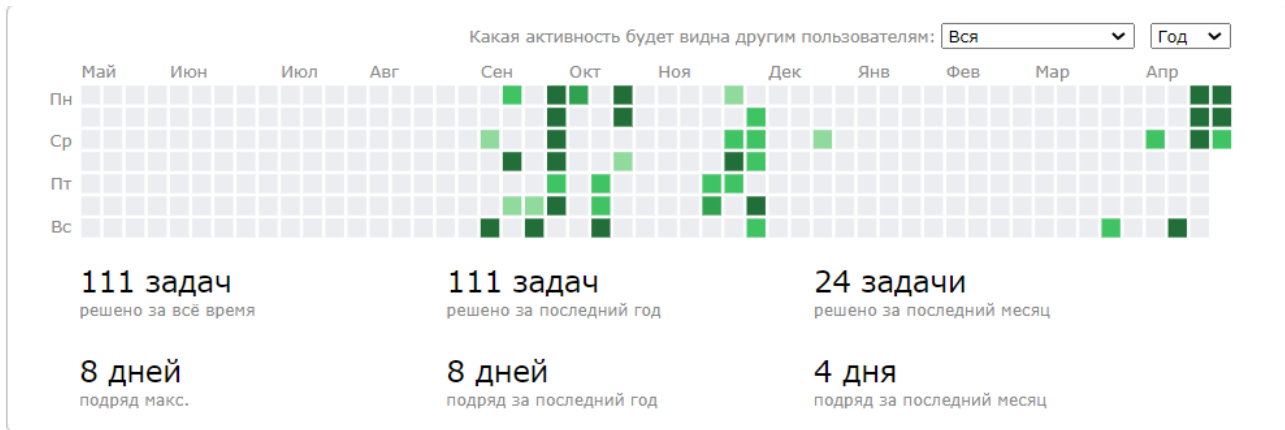 Какая активность будет видна другим пользователям: Вся Год
Май Июн Июл Авг Сен Окт Ноя Дек Янв Фев Мар Апр
Пн
Ср
Пт
Вс
111 задач 111 задач 24 задачи
решено за всё время решено за последний год решено за последний месяц
8 дней 8 дней 4 дня
подряд макс. подряд за последний год подряд за последний месяц